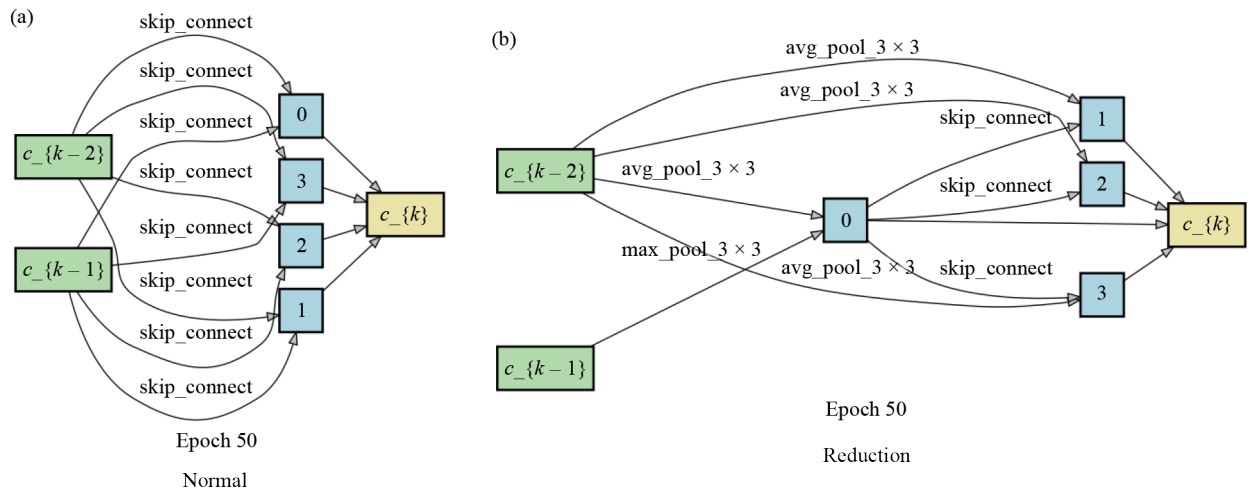 (a)
skip_connect
skip_connect
skip_connect
skip_connect
skip_connect
skip_connect
skip_connect
skip_connect
c_{k – 2}
c_{k – 1}
0
3
2
1
c_{k}
Epoch 50
Normal
(b)
avg_pool_3 × 3
avg_pool_3 × 3
skip_connect
avg_pool_3 × 3
skip_connect
max_pool_3 × 3
avg_pool_3 × 3
skip_connect
c_{k – 2}
c_{k – 1}
0
1
2
3
c_{k}
Epoch 50
Reduction